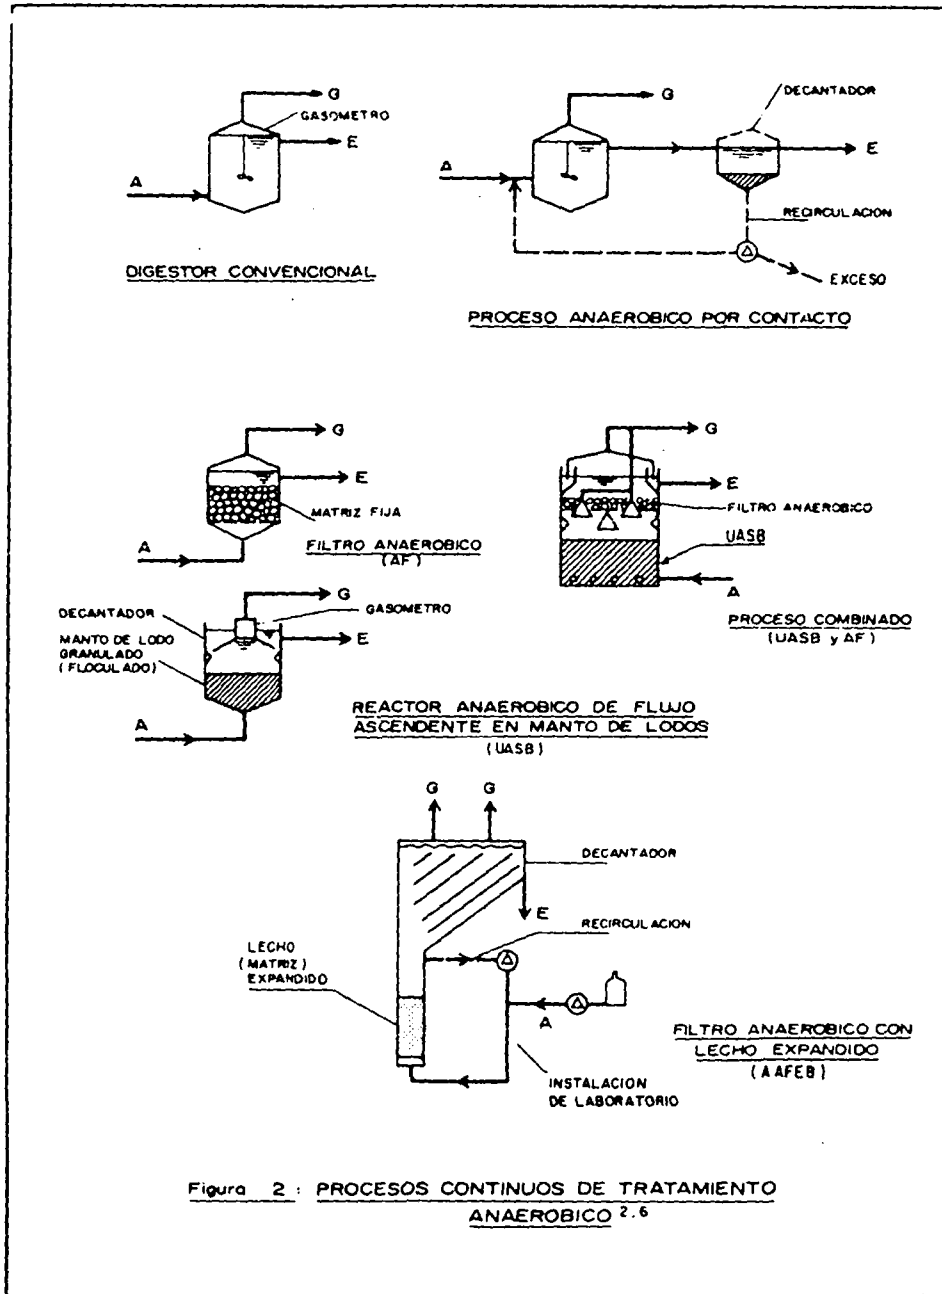 G
GASOMETRO
E
A
DIGESTOR CONVENCIONAL
G
DECANTADOR
E
A
RECIRCULACION
EXCESO
PROCESO ANAEROBICO POR CONTACTO
G
E
MATRIZ FIJA
A
FILTRO ANAEROBICO
(AF)
G
E
FILTRO ANAEROBICO
UASB
A
PROCESO COMBINADO
(UASB y AF)
G
DECANTADOR
GASOMETRO
MANTO DE LODO
GRANULADO
(FLOCULADO)
E
A
REACTOR ANAEROBICO DE FLUJO
ASCENDENTE EN MANTO DE LODOS
(UASB)
G
G
DECANTADOR
E
RECIRCULACION
LECHO
(MATRIZ)
EXPANDIDO
A
INSTALACION
DE LABORATORIO
FILTRO ANAEROBICO CON
LECHO EXPANDIDO
(AAFEB)
Figura 2 : PROCESOS CONTINUOS DE TRATAMIENTO
ANAEROBICO 2.6